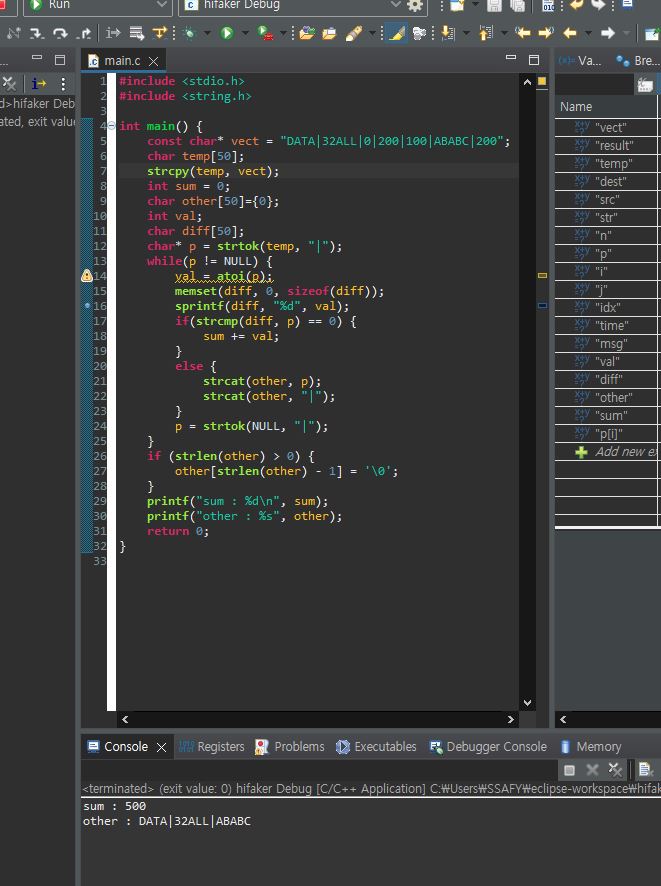 Run
hifaker Debug
main.c
Va...
Bre...
d>hifaker Deb
ated, exit value
Name
"vect"
"result"
"temp"
"dest"
"src"
"str"
"n"
"p"
"i"
"j"
"idx"
"time"
"msg"
"val"
"diff"
"other"
"sum"
"p[i]"
Add new ex
1 #include <stdio.h>
2 #include <string.h>
3
4 int main() {
5 const char* vect = "DATA|32ALL|0|200|100|ABABC|200";
6 char temp[50];
7 strcpy(temp, vect);
8 int sum = 0;
9 char other[50]={0};
10 int val;
11 char diff[50];
12 char* p = strtok(temp, "|");
13 while(p != NULL) {
14 val = atoi(p);
15 memset(diff, 0, sizeof(diff));
16 sprintf(diff, "%d", val);
17 if(strcmp(diff, p) == 0) {
18 sum += val;
19 }
20 else {
21 strcat(other, p);
22 strcat(other, "|");
23 }
24 p = strtok(NULL, "|");
25 }
26 if (strlen(other) > 0) {
27 other[strlen(other) - 1] = '\0';
28 }
29 printf("sum : %d\n", sum);
30 printf("other : %s", other);
31 return 0;
32 }
33
Console
Registers
Problems
Executables
Debugger Console
Memory
<terminated> (exit value: 0) hifaker Debug [C/C++ Application] C:₩Users₩SSAFY₩eclipse-workspace₩hifak
sum : 500
other : DATA|32ALL|ABABC